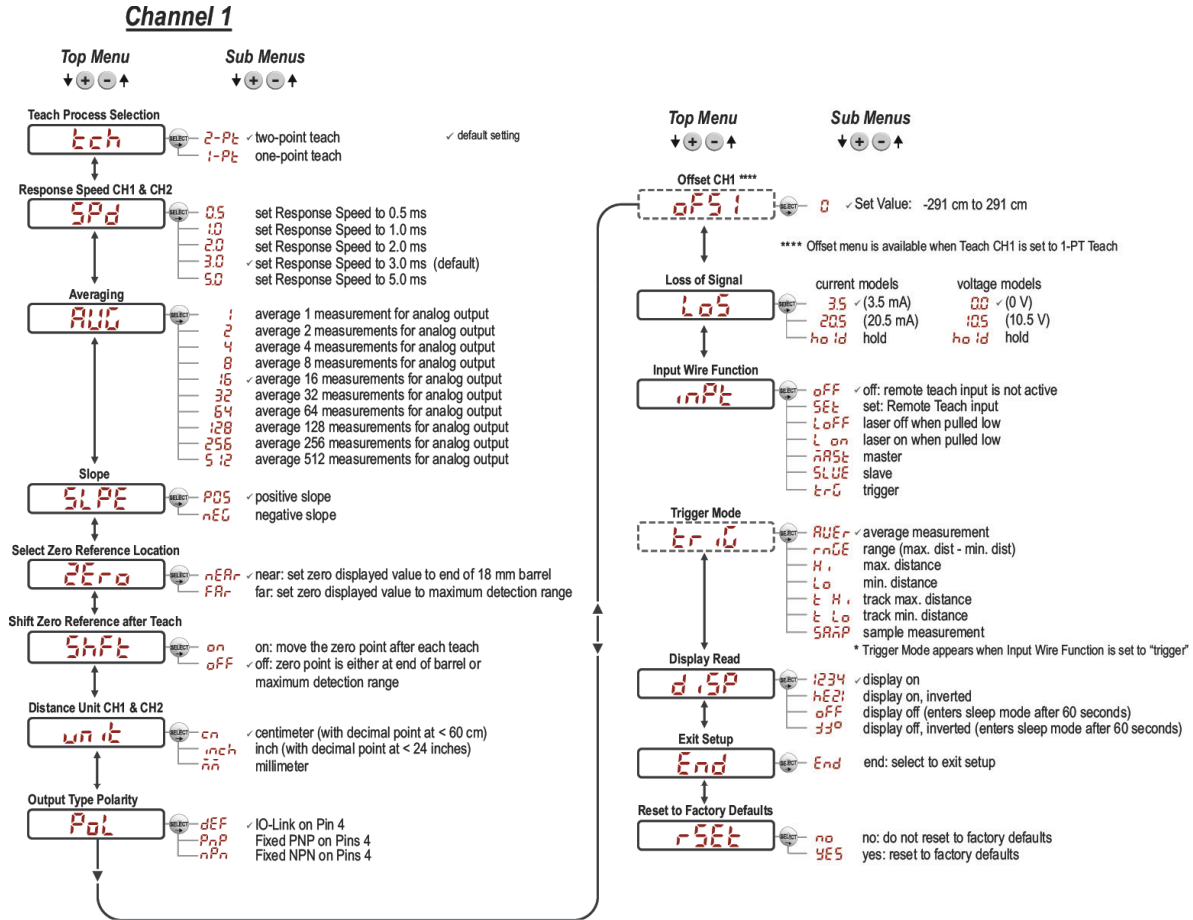 Channel 1
Top Menu
Sub Menus
+ -
+ -
Teach Process Selection
tch
SELECT
2-Pt ✓ two-point teach
✓ default setting
1-Pt one-point teach
Response Speed CH1 & CH2
SPd
SELECT
0.5 set Response Speed to 0.5 ms
1.0 set Response Speed to 1.0 ms
2.0 set Response Speed to 2.0 ms
3.0 ✓ set Response Speed to 3.0 ms (default)
5.0 set Response Speed to 5.0 ms
Averaging
AVG
SELECT
1 average 1 measurement for analog output
2 average 2 measurements for analog output
4 average 4 measurements for analog output
8 average 8 measurements for analog output
16 ✓ average 16 measurements for analog output
32 average 32 measurements for analog output
64 average 64 measurements for analog output
128 average 128 measurements for analog output
256 average 256 measurements for analog output
512 average 512 measurements for analog output
Slope
SLPE
SELECT
POS ✓ positive slope
nEG negative slope
Select Zero Reference Location
ZEro
SELECT
nEAr ✓ near: set zero displayed value to end of 18 mm barrel
FAr far: set zero displayed value to maximum detection range
Shift Zero Reference after Teach
ShFt
SELECT
on on: move the zero point after each teach
oFF ✓ off: zero point is either at end of barrel or
maximum detection range
Distance Unit CH1 & CH2
unit
SELECT
cn ✓ centimeter (with decimal point at < 60 cm)
inch inch (with decimal point at < 24 inches)
millimeter
Output Type Polarity
PoL
SELECT
dEF ✓ IO-Link on Pin 4
PnP Fixed PNP on Pins 4
nPn Fixed NPN on Pins 4
Top Menu
Sub Menus
+ -
+ -
Offset CH1 ****
oFS1
SELECT
0 ✓ Set Value: -291 cm to 291 cm
**** Offset menu is available when Teach CH1 is set to 1-PT Teach
Loss of Signal
LoS
SELECT
current models
voltage models
3.5 ✓ (3.5 mA)
0.0 ✓ (0 V)
20.5 (20.5 mA)
10.5 (10.5 V)
hold hold
hold hold
Input Wire Function
inPt
SELECT
oFF ✓ off: remote teach input is not active
SEt set: Remote Teach input
LoFF laser off when pulled low
L on laser on when pulled low
master
SLVE slave
trG trigger
Trigger Mode
triG
SELECT
AVEr ✓ average measurement
rnGE range (max. dist - min. dist)
Hi max. distance
Lo min. distance
t Hi track max. distance
t Lo track min. distance
sample measurement
* Trigger Mode appears when Input Wire Function is set to “trigger”
Display Read
diSP
SELECT
1234 ✓ display on
display on, inverted
oFF display off (enters sleep mode after 60 seconds)
display off, inverted (enters sleep mode after 60 seconds)
Exit Setup
End
SELECT
End end: select to exit setup
Reset to Factory Defaults
rSEt
SELECT
no no: do not reset to factory defaults
yES yes: reset to factory defaults